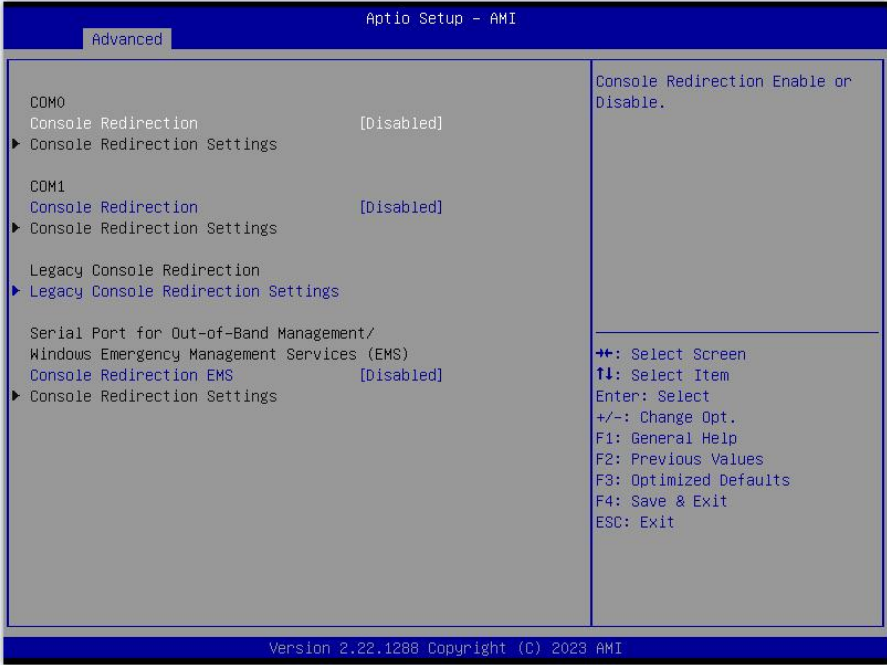 Aptio Setup – AMI
Advanced
COM0
Console Redirection [Disabled]
▶ Console Redirection Settings
COM1
Console Redirection [Disabled]
▶ Console Redirection Settings
Legacy Console Redirection
▶ Legacy Console Redirection Settings
Serial Port for Out-of-Band Management/
Windows Emergency Management Services (EMS)
Console Redirection EMS [Disabled]
▶ Console Redirection Settings
Console Redirection Enable or
Disable.
→←: Select Screen
↑↓: Select Item
Enter: Select
+/-: Change Opt.
F1: General Help
F2: Previous Values
F3: Optimized Defaults
F4: Save & Exit
ESC: Exit
Version 2.22.1288 Copyright (C) 2023 AMI